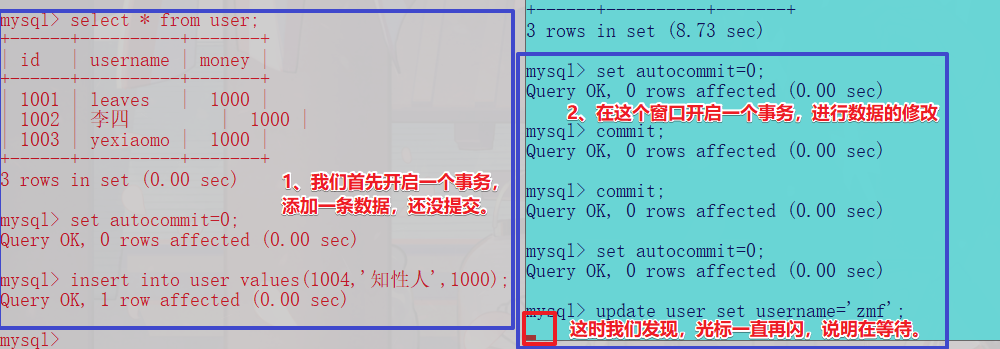 mysql> select * from user;
+------+-----------+-------+
| id | username | money |
+------+-----------+-------+
| 1001 | leaves | 1000 |
| 1002 | 李四 | 1000 |
| 1003 | yexiaomo | 1000 |
+------+-----------+-------+
3 rows in set (0.00 sec)
1、我们首先开启一个事务，
添加一条数据，还没提交。
mysql> set autocommit=0;
Query OK, 0 rows affected (0.00 sec)
mysql> insert into user values(1004,'知性人',1000);
Query OK, 1 row affected (0.00 sec)
mysql>
+------+----------+-------+
3 rows in set (8.73 sec)
mysql> set autocommit=0;
Query OK, 0 rows affected (0.00 sec)
2、在这个窗口开启一个事务，进行数据的修改
mysql> commit;
Query OK, 0 rows affected (0.00 sec)
mysql> commit;
Query OK, 0 rows affected (0.00 sec)
mysql> set autocommit=0;
Query OK, 0 rows affected (0.00 sec)
mysql> update user set username='zmf';
这时我们发现，光标一直再闪，说明在等待。